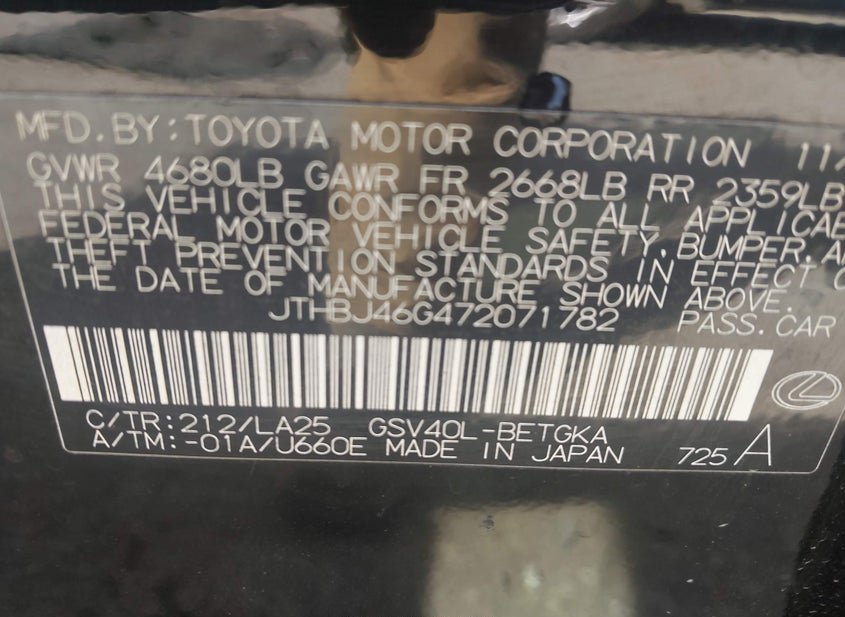 MFD.BY:TOYOTA MOTOR CORPORATION 11/
GVWR 4680LB GAWR FR 2668LB RR 2359LB
THIS VEHICLE CONFORMS TO ALL APPLICAB
FEDERAL MOTOR VEHICLE SAFETY, BUMPER, A
THEFT PREVENTION STANDARDS IN EFFECT O
THE DATE OF MANUFACTURE SHOWN ABOVE.
JTHBJ46G472071782 PASS.CAR
C/TR:212/LA25 GSV40L-BETGKA
A/TM:-01A/U660E MADE IN JAPAN 725 A